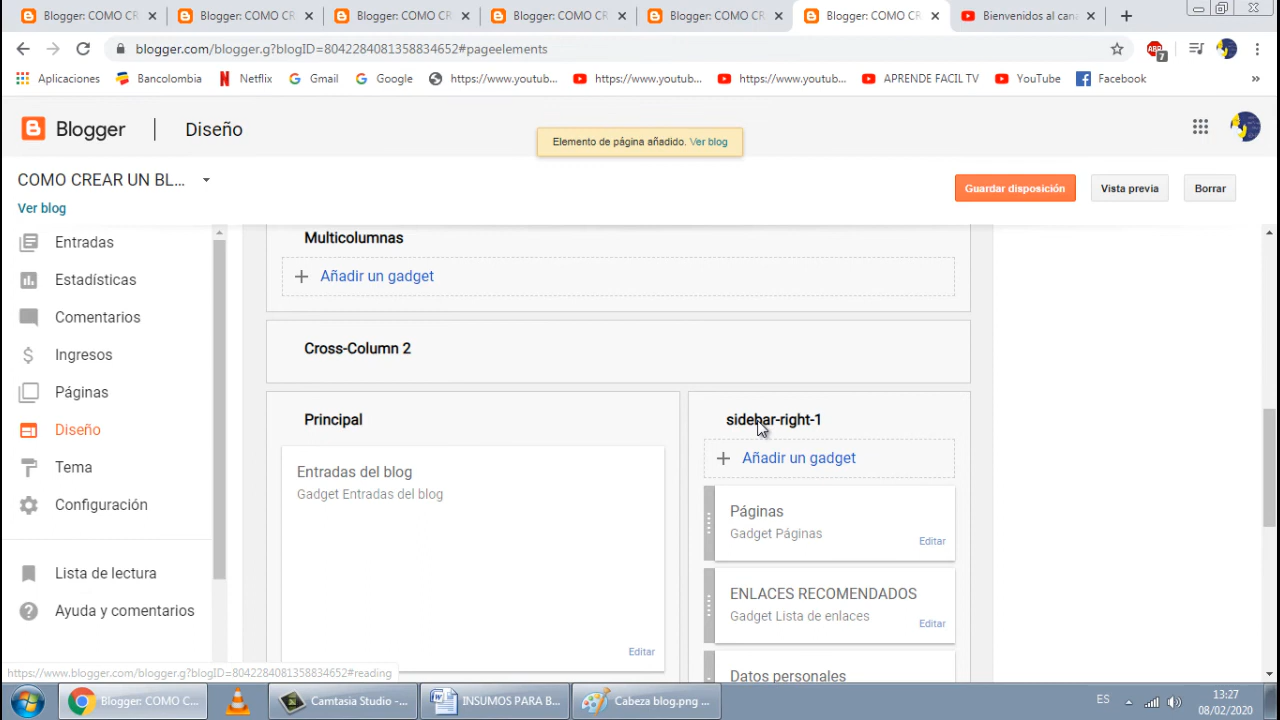 Blogger: COMO CR
Blogger: COMO CR
Blogger: COMO CR
Blogger: COMO CR
Blogger: COMO CR
Blogger: COMO CR
Bienvenidos al cana
blogger.com/blogger.g?blogID=8042284081358834652#pageelements
ABP
7
Aplicaciones
Bancolombia
Netflix
Gmail
Google
https://www.youtub...
https://www.youtub...
https://www.youtub...
APRENDE FACIL TV
YouTube
Facebook
»
Blogger
Diseño
Elemento de página añadido. Ver blog
COMO CREAR UN BL...
Guardar disposición
Vista previa
Borrar
Ver blog
Entradas
Estadísticas
Comentarios
Ingresos
Páginas
Diseño
Tema
Configuración
Lista de lectura
Ayuda y comentarios
Multicolumnas
+ Añadir un gadget
Cross-Column 2
Principal
Entradas del blog
Gadget Entradas del blog
Editar
sidebar-right-1
+ Añadir un gadget
Páginas
Gadget Páginas
Editar
ENLACES RECOMENDADOS
Gadget Lista de enlaces
Editar
Datos personales
https://www.blogger.com/blogger.g?blogID=8042284081358834652#reading
Blogger: COMO C...
Camtasia Studio -...
INSUMOS PARA B...
Cabeza blog.png ...
ES
13:27
08/02/2020